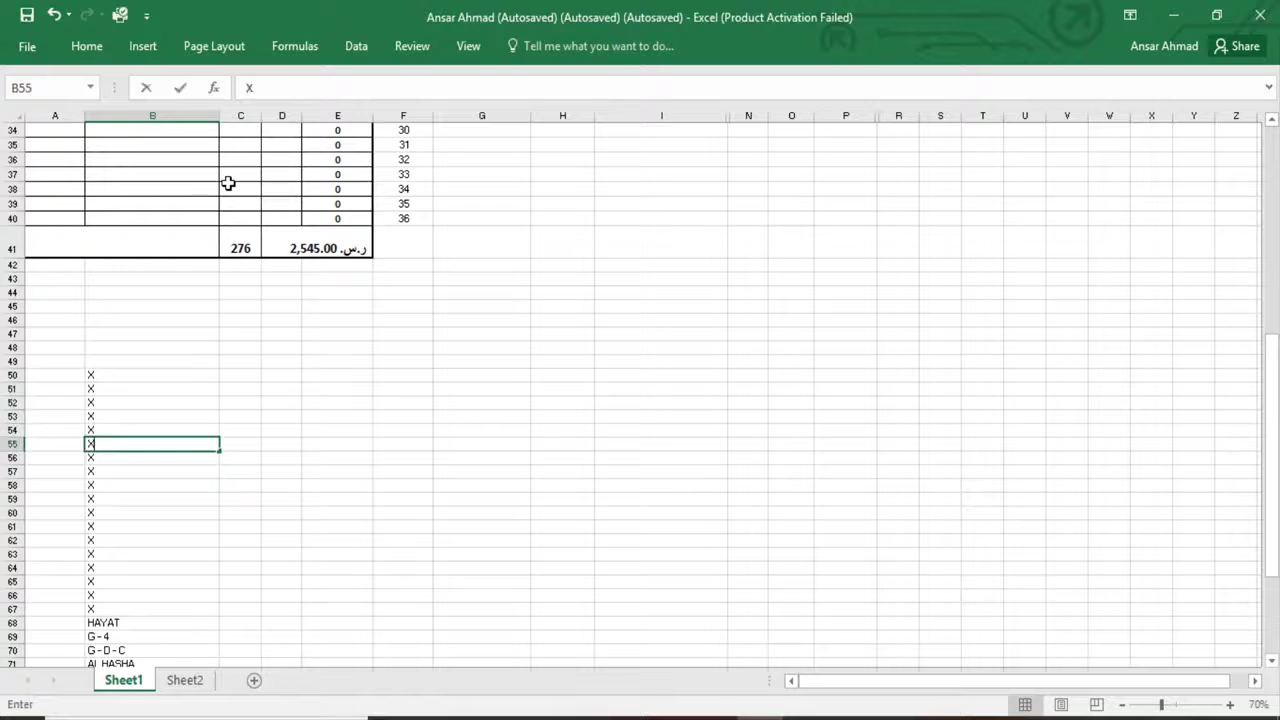 Ansar Ahmad (Autosaved) (Autosaved) (Autosaved) - Excel (Product Activation Failed)
File Home Insert Page Layout Formulas Data Review View Tell me what you want to do... Ansar Ahmad Share
B55 fx X
A B C D E F G H I N O P R S T U V W X Y Z
34 0 30
35 0 31
36 0 32
37 0 33
38 0 34
39 0 35
40 0 36
41 276 2,545.00 ر.س.
42
43
44
45
46
47
48
49
50 X
51 X
52 X
53 X
54 X
55 X
56 X
57 X
58 X
59 X
60 X
61 X
62 X
63 X
64 X
65 X
66 X
67 X
68 HAYAT
69 G-4
70 G-D-C
71 AL HASHA
Sheet1 Sheet2
Enter 70%